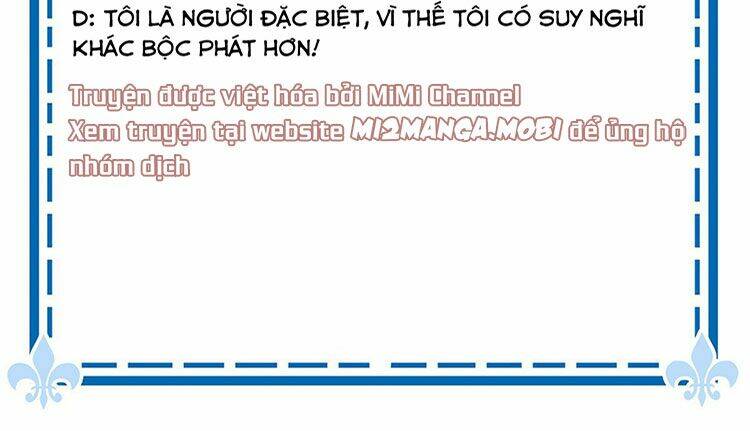 D: TÔI LÀ NGƯỜI ĐẶC BIỆT, VÌ THẾ TÔI CÓ SUY NGHĨ
KHÁC BỘC PHÁT HƠN!
Truyện được việt hóa bởi MiMi Channel
Xem truyện tại website MI2MANGA.MOBI để ủng hộ
nhóm dịch